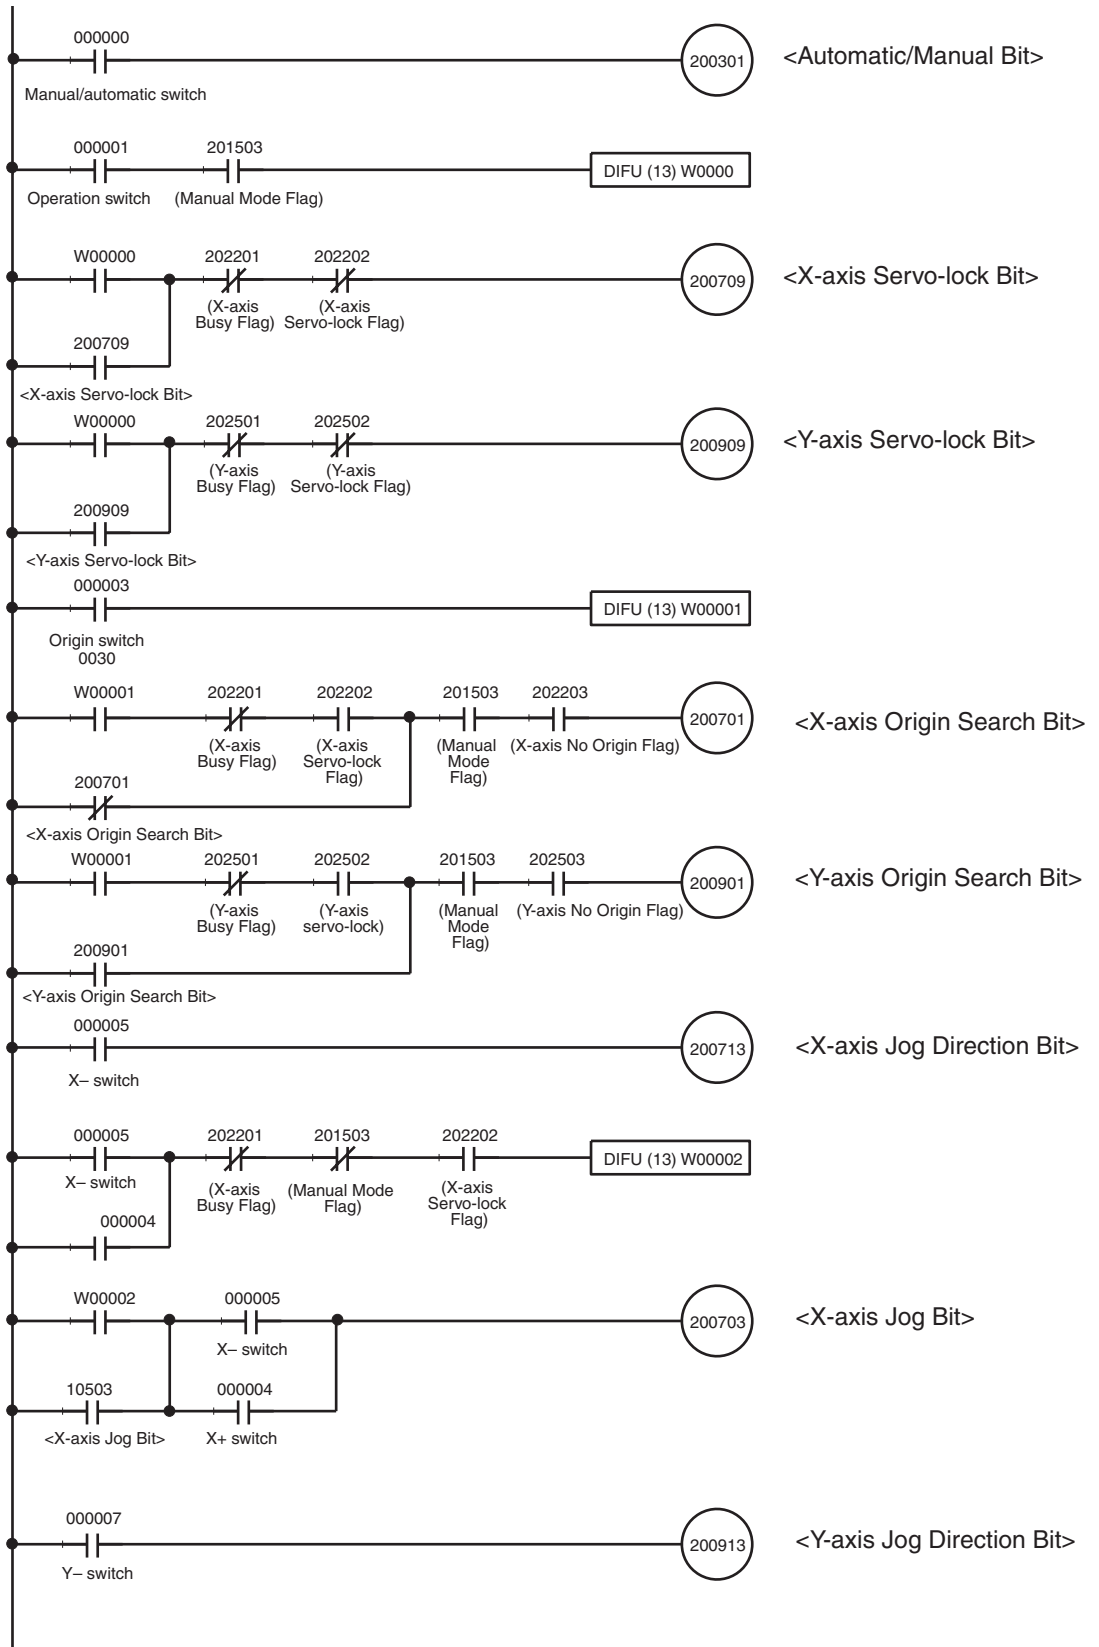 000000
200301
<Automatic/Manual Bit>
Manual/automatic switch
000001 201503
DIFU (13) W0000
Operation switch (Manual Mode Flag)
W00000 202201 202202
200709
<X-axis Servo-lock Bit>
(X-axis (X-axis
Busy Flag) Servo-lock Flag)
200709
<X-axis Servo-lock Bit>
W00000 202501 202502
200909
<Y-axis Servo-lock Bit>
(Y-axis (Y-axis
Busy Flag) Servo-lock Flag)
200909
<Y-axis Servo-lock Bit>
000003
DIFU (13) W00001
Origin switch
0030
W00001 202201 202202 201503 202203
200701
<X-axis Origin Search Bit>
(X-axis (X-axis (Manual (X-axis No Origin Flag)
Busy Flag) Servo-lock Mode
Flag) Flag)
200701
<X-axis Origin Search Bit>
W00001 202501 202502 201503 202503
200901
<Y-axis Origin Search Bit>
(Y-axis (Y-axis (Manual (Y-axis No Origin Flag)
Busy Flag) servo-lock) Mode
Flag)
200901
<Y-axis Origin Search Bit>
000005
200713
<X-axis Jog Direction Bit>
X– switch
000005 202201 201503 202202
DIFU (13) W00002
X– switch
(X-axis (Manual Mode (X-axis
Busy Flag) Flag) Servo-lock
Flag)
000004
W00002 000005
200703
<X-axis Jog Bit>
X– switch
10503 000004
<X-axis Jog Bit> X+ switch
000007
200913
<Y-axis Jog Direction Bit>
Y– switch